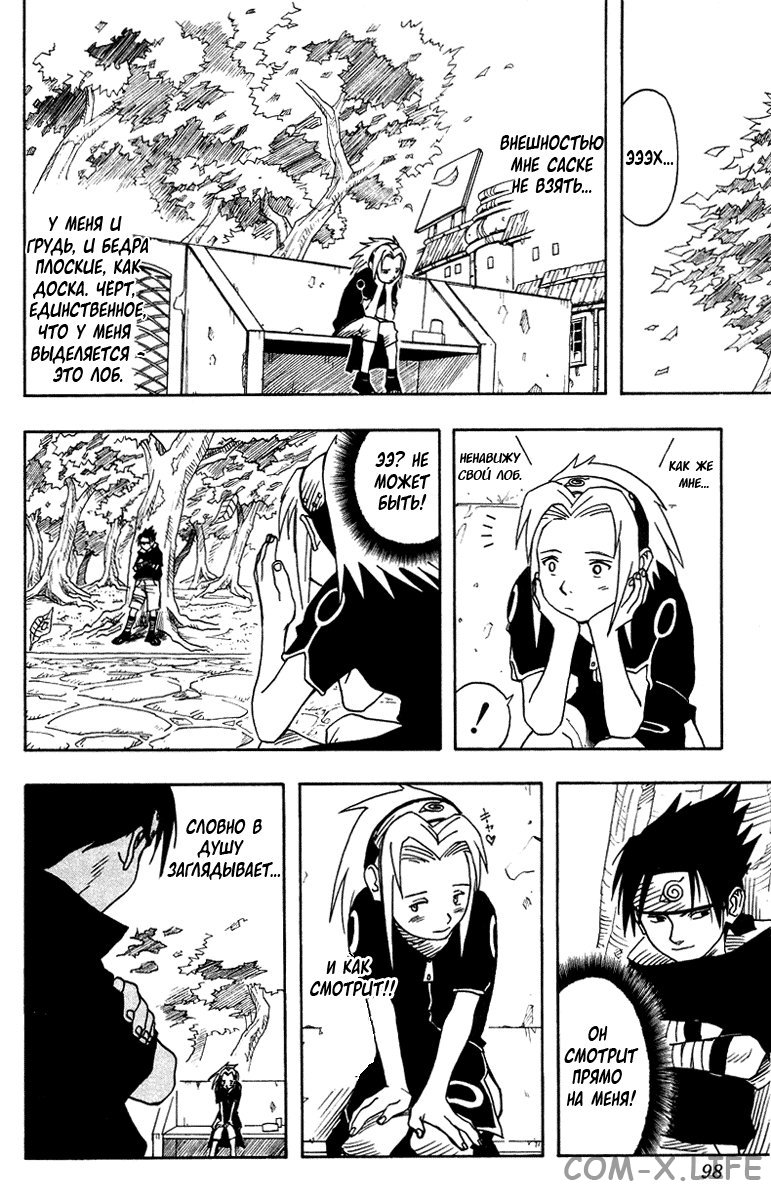 ЭЭЭХ...
ВНЕШНОСТЬЮ
МНЕ САСКЕ
НЕ ВЗЯТЬ...
У МЕНЯ И
ГРУДЬ, И БЕДРА
ПЛОСКИЕ, КАК
ДОСКА. ЧЁРТ,
ЕДИНСТВЕННОЕ,
ЧТО У МЕНЯ
ВЫДЕЛЯЕТСЯ -
ЭТО ЛОБ.
КАК ЖЕ
МНЕ...
НЕНАВИЖУ
СВОЙ ЛОБ.
!
ЭЭ? НЕ
МОЖЕТ
БЫТЬ!
ОН
СМОТРИТ
ПРЯМО
НА МЕНЯ!
И КАК
СМОТРИТ!!
СЛОВНО В
ДУШУ
ЗАГЛЯДЫВАЕТ...
98
COM-X.LIFE